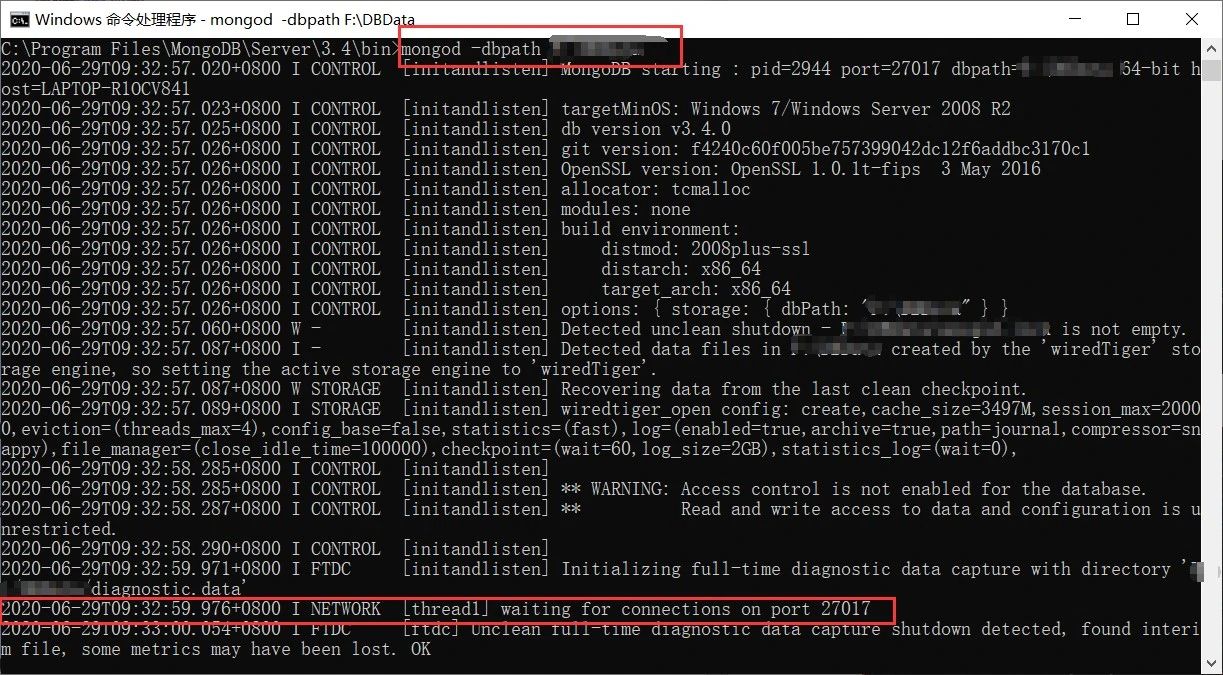 Windows 命令处理程序 - mongod -dbpath F:\DBData
C:\Program Files\MongoDB\Server\3.4\bin>mongod -dbpath
2020-06-29T09:32:57.020+0800 I CONTROL  [initandlisten] MongoDB starting : pid=2944 port=27017 dbpath= 64-bit h
ost=LAPTOP-R1OCV841
2020-06-29T09:32:57.023+0800 I CONTROL  [initandlisten] targetMinOS: Windows 7/Windows Server 2008 R2
2020-06-29T09:32:57.025+0800 I CONTROL  [initandlisten] db version v3.4.0
2020-06-29T09:32:57.026+0800 I CONTROL  [initandlisten] git version: f4240c60f005be757399042dc12f6addbc3170c1
2020-06-29T09:32:57.026+0800 I CONTROL  [initandlisten] OpenSSL version: OpenSSL 1.0.1t-fips  3 May 2016
2020-06-29T09:32:57.026+0800 I CONTROL  [initandlisten] allocator: tcmalloc
2020-06-29T09:32:57.026+0800 I CONTROL  [initandlisten] modules: none
2020-06-29T09:32:57.026+0800 I CONTROL  [initandlisten] build environment:
2020-06-29T09:32:57.026+0800 I CONTROL  [initandlisten]     distmod: 2008plus-ssl
2020-06-29T09:32:57.026+0800 I CONTROL  [initandlisten]     distarch: x86_64
2020-06-29T09:32:57.026+0800 I CONTROL  [initandlisten]     target_arch: x86_64
2020-06-29T09:32:57.026+0800 I CONTROL  [initandlisten] options: { storage: { dbPath: "" } }
2020-06-29T09:32:57.060+0800 W -        [initandlisten] Detected unclean shutdown - is not empty.
2020-06-29T09:32:57.087+0800 I -        [initandlisten] Detected data files in created by the 'wiredTiger' sto
rage engine, so setting the active storage engine to 'wiredTiger'.
2020-06-29T09:32:57.087+0800 W STORAGE  [initandlisten] Recovering data from the last clean checkpoint.
2020-06-29T09:32:57.089+0800 I STORAGE  [initandlisten] wiredtiger_open config: create,cache_size=3497M,session_max=2000
0,eviction=(threads_max=4),config_base=false,statistics=(fast),log=(enabled=true,archive=true,path=journal,compressor=sn
appy),file_manager=(close_idle_time=100000),checkpoint=(wait=60,log_size=2GB),statistics_log=(wait=0),
2020-06-29T09:32:58.285+0800 I CONTROL  [initandlisten]
2020-06-29T09:32:58.285+0800 I CONTROL  [initandlisten] ** WARNING: Access control is not enabled for the database.
2020-06-29T09:32:58.287+0800 I CONTROL  [initandlisten] **          Read and write access to data and configuration is u
nrestricted.
2020-06-29T09:32:58.290+0800 I CONTROL  [initandlisten]
2020-06-29T09:32:59.971+0800 I FTDC     [initandlisten] Initializing full-time diagnostic data capture with directory '
/diagnostic.data'
2020-06-29T09:32:59.976+0800 I NETWORK  [thread1] waiting for connections on port 27017
2020-06-29T09:33:00.054+0800 I FTDC     [ftdc] Unclean full-time diagnostic data capture shutdown detected, found interi
m file, some metrics may have been lost. OK